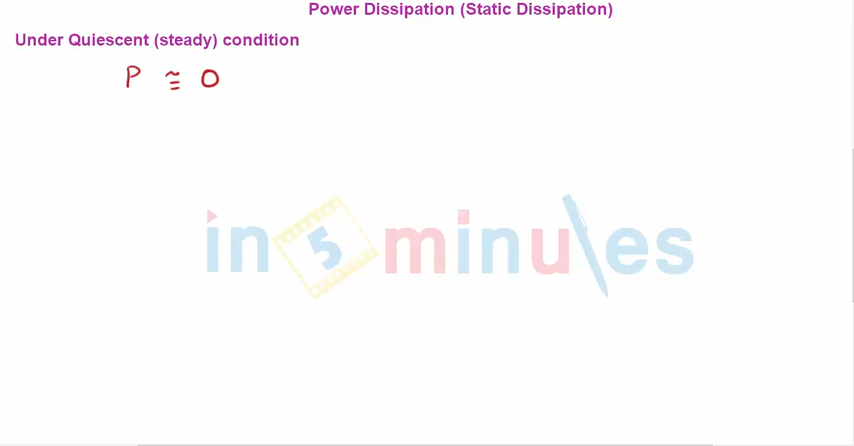 Power Dissipation (Static Dissipation)
Under Quiescent (steady) condition
P ≅ 0
in 5 minutes